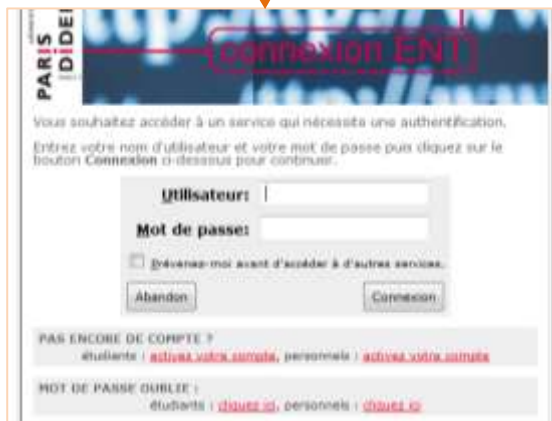 PARIS
DIDE
connexion ENT
Vous souhaitez accéder à un service qui nécessite une authentification.
Entrez votre nom d'utilisateur et votre mot de passe puis cliquez sur le
bouton Connexion ci-dessous pour continuer.
Utilisateur:
Mot de passe:
Prévenez-moi avant d'accéder à d'autres services.
Abandon Connexion
PAS ENCORE DE COMPTE ?
étudiants : activez votre compte, personnels : activez votre compte
MOT DE PASSE OUBLIE :
étudiants : cliquez ici, personnels : cliquez ici